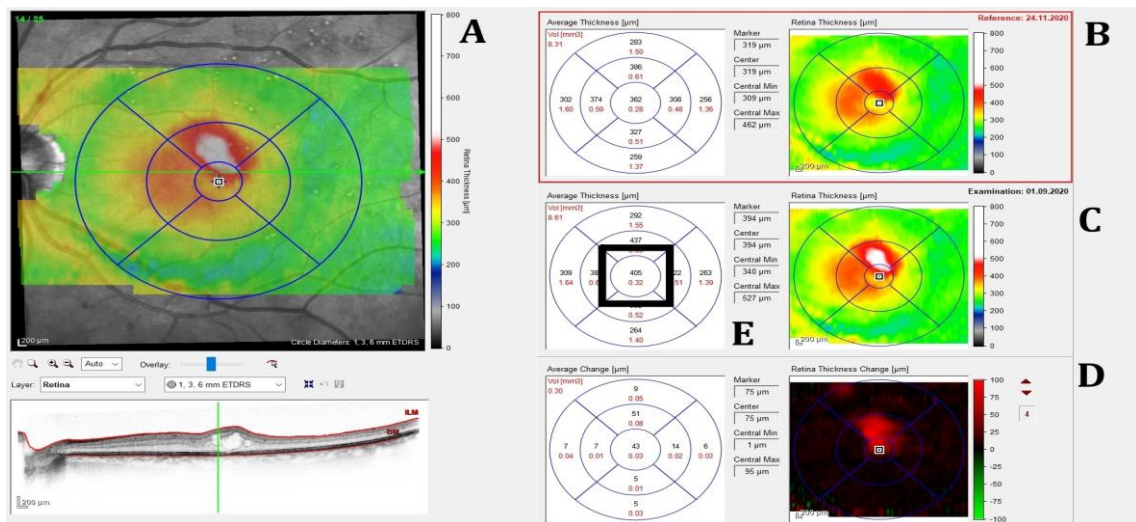 14 / 25
A
800
700
600
500
400
300
200
100
0
Retina Thickness [µm]
200 µm
Circle Diameters: 1, 3, 6 mm ETDRS
Auto
Overlay:
Layer: Retina
1, 3, 6 mm ETDRS
ILM
BM
200 µm
Average Thickness [µm]
Vol [mm3]
8.31
283
1.50
386
0.61
302
1.60
374
0.59
362
0.28
308
0.48
256
1.36
327
0.51
259
1.37
Marker
319 µm
Center
319 µm
Central Min
309 µm
Central Max
462 µm
Retina Thickness [µm]
Reference: 24.11.2020
200 µm
800
700
600
500
400
300
200
100
0
B
Average Thickness [µm]
Vol [mm3]
8.61
292
1.55
437
309
1.64
38
0.6
405
0.32
22
.51
263
1.39
0.52
264
1.40
E
Marker
394 µm
Center
394 µm
Central Min
340 µm
Central Max
527 µm
Retina Thickness [µm]
Examination: 01.09.2020
200 µm
800
700
600
500
400
300
200
100
0
C
Average Change [µm]
Vol [mm3]
0.30
9
0.05
51
0.08
7
0.04
7
0.01
43
0.03
14
0.02
6
0.03
5
0.01
5
0.03
Marker
75 µm
Center
75 µm
Central Min
1 µm
Central Max
95 µm
Retina Thickness Change [µm]
200 µm
100
75
50
25
0
-25
-50
-75
-100
4
D